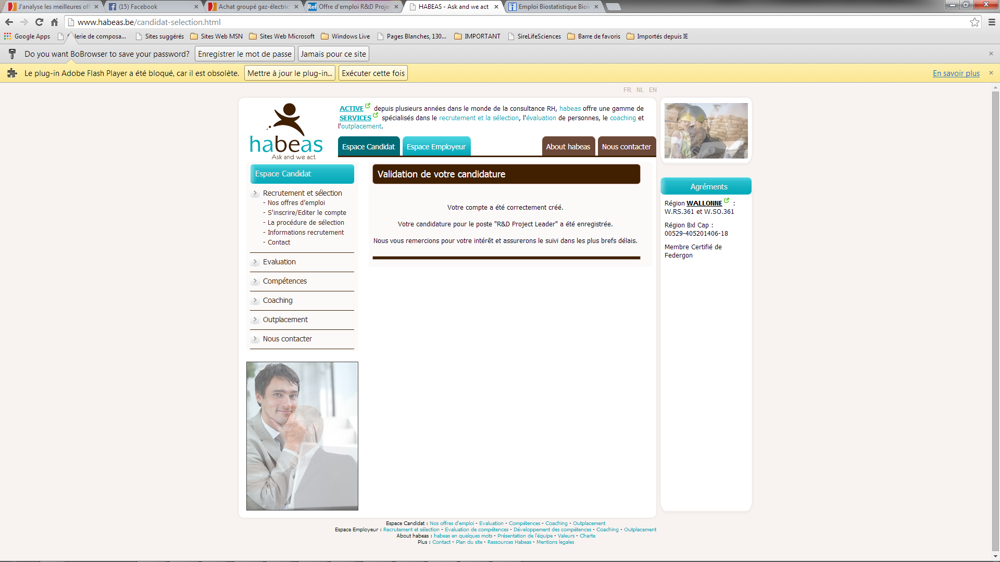 J'analyse les meilleures off
(15) Facebook
Achat groupé gaz-électric
Ref Offre d'emploi R&D Proje
HABEAS - Ask and we act
Emploi Biostatistique Bioin
www.habeas.be/candidat-selection.html
Google Apps
lerie de composa...
Sites suggérés
Sites Web MSN
Sites Web Microsoft
Windows Live
Pages Blanches, 130...
IMPORTANT
SireLifeSciences
Barre de favoris
Importés depuis IE
Do you want BoBrowser to save your password? Enregistrer le mot de passe Jamais pour ce site
Le plug-in Adobe Flash Player a été bloqué, car il est obsolète. Mettre à jour le plug-in... Exécuter cette fois En savoir plus
FR NL EN
habeas
Ask and we act
ACTIVE depuis plusieurs années dans le monde de la consultance RH, habeas offre une gamme de
SERVICES spécialisés dans le recrutement et la sélection, l'évaluation de personnes, le coaching et
l'outplacement.
Espace Candidat
Espace Employeur
About habeas
Nous contacter
Espace Candidat
Recrutement et sélection
- Nos offres d’emploi
- S'inscrire/Editer le compte
- La procédure de sélection
- Informations recrutement
- Contact
Evaluation
Compétences
Coaching
Outplacement
Nous contacter
Validation de votre candidature
Votre compte a été correctement créé.
Votre candidature pour le poste "R&D Project Leader" a été enregistrée.
Nous vous remercions pour votre intérêt et assurerons le suivi dans les plus brefs délais.
Agréments
Région WALLONNE :
W.RS.361 et W.SO.361
Région Bxl Cap :
00529-405201406-18
Membre Certifié de
Federgon
Espace Candidat : Nos offres d'emploi - Evaluation - Compétences - Coaching - Outplacement
Espace Employeur : Recrutement et sélection - Evaluation de compétences - Développement des compétences - Coaching - Outplacement
About habeas : habeas en quelques mots - Présentation de l'équipe - Valeurs - Charte
Plus : Contact - Plan du site - Ressources Habeas - Mentions legales